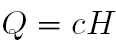 Q = cH